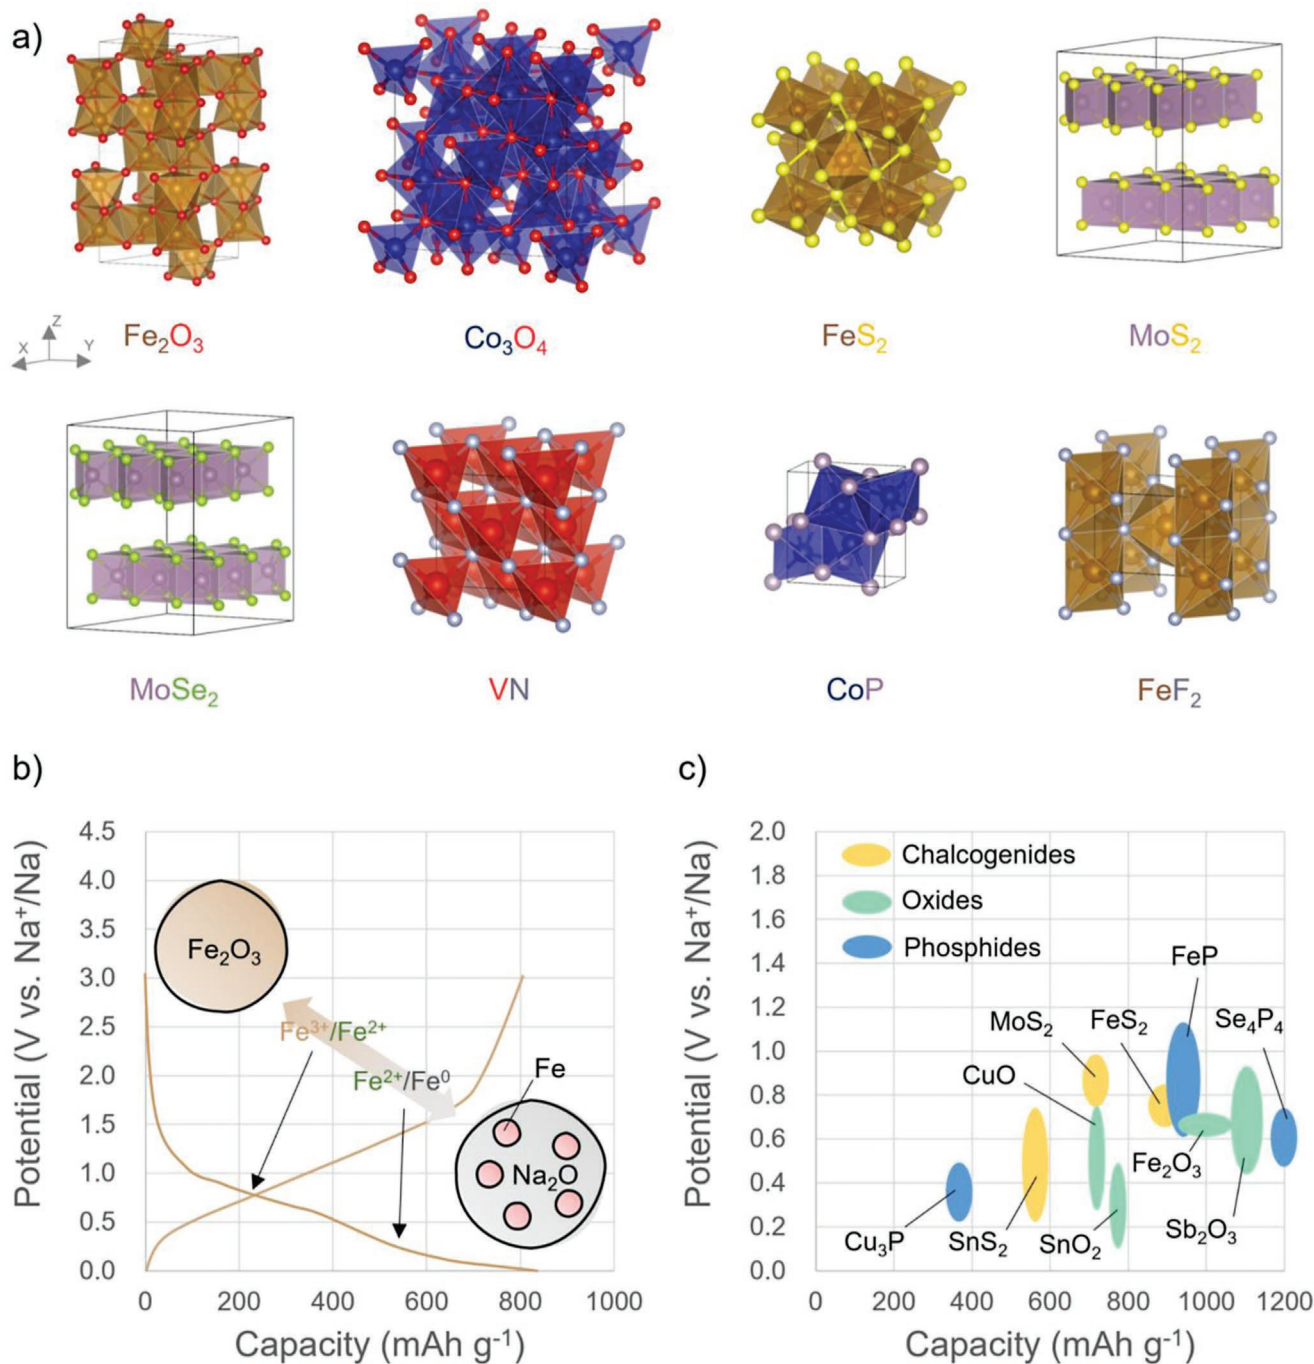 a)
Z
X Y
Fe₂O₃ Co₃O₄ FeS₂ MoS₂
MoSe₂ VN CoP FeF₂
b)
Potential (V vs. Na⁺/Na)
4.5
4.0
3.5
3.0
2.5
2.0
1.5
1.0
0.5
0.0
Fe₂O₃
Fe³⁺/Fe²⁺
Fe²⁺/Fe⁰
Fe
Na₂O
0 200 400 600 800 1000
Capacity (mAh g⁻¹)
c)
Potential (V vs. Na⁺/Na)
2.0
1.8
1.6
1.4
1.2
1.0
0.8
0.6
0.4
0.2
0.0
Chalcogenides
Oxides
Phosphides
FeP
MoS₂ FeS₂ Se₄P₄
CuO
Fe₂O₃
Cu₃P SnS₂ SnO₂ Sb₂O₃
0 200 400 600 800 1000 1200
Capacity (mAh g⁻¹)